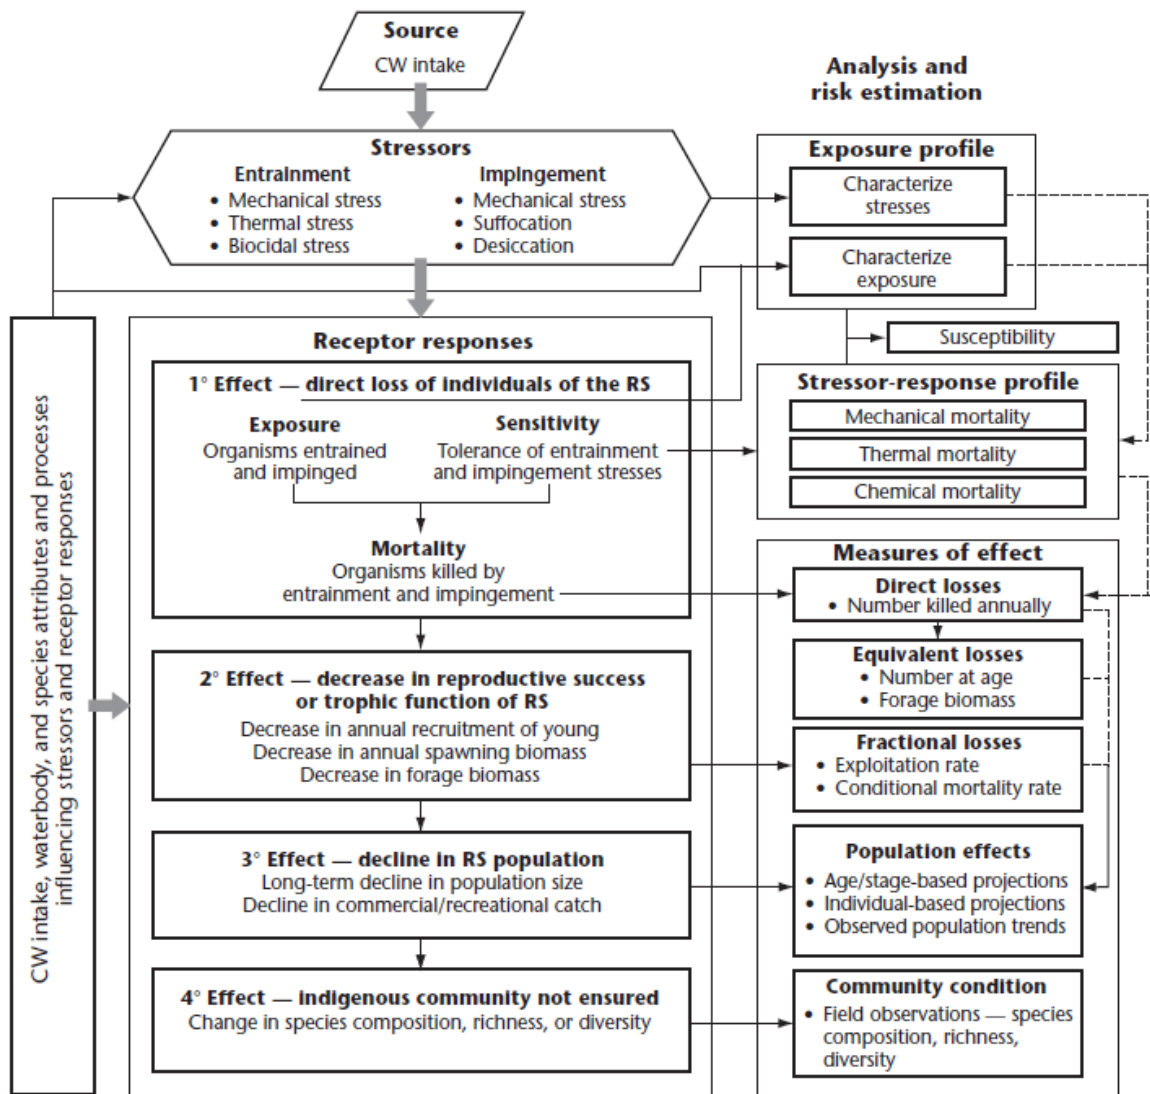 Source
CW intake
Analysis and
risk estimation
Stressors
Entrainment
• Mechanical stress
• Thermal stress
• Biocidal stress
Impingement
• Mechanical stress
• Suffocation
• Desiccation
Exposure profile
Characterize
stresses
Characterize
exposure
Susceptibility
CW intake, waterbody, and species attributes and processes
influencing stressors and receptor responses
Receptor responses
1° Effect — direct loss of individuals of the RS
Exposure
Organisms entrained
and impinged
Sensitivity
Tolerance of entrainment
and impingement stresses
Mortality
Organisms killed by
entrainment and impingement
Stressor-response profile
Mechanical mortality
Thermal mortality
Chemical mortality
2° Effect — decrease in reproductive success
or trophic function of RS
Decrease in annual recruitment of young
Decrease in annual spawning biomass
Decrease in forage biomass
3° Effect — decline in RS population
Long-term decline in population size
Decline in commercial/recreational catch
4° Effect — indigenous community not ensured
Change in species composition, richness, or diversity
Measures of effect
Direct losses
• Number killed annually
Equivalent losses
• Number at age
• Forage biomass
Fractional losses
• Exploitation rate
• Conditional mortality rate
Population effects
• Age/stage-based projections
• Individual-based projections
• Observed population trends
Community condition
• Field observations — species
composition, richness,
diversity